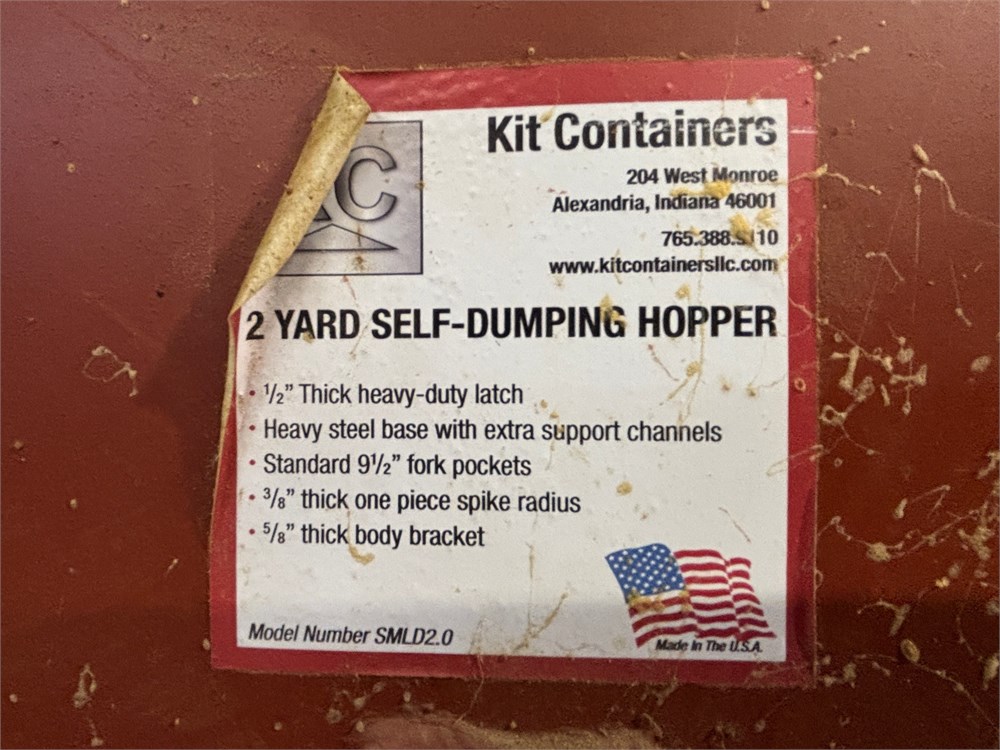 C
Kit Containers
204 West Monroe
Alexandria, Indiana 46001
www.kitcontainersllc.com
2 YARD SELF-DUMPING HOPPER
• 1/2” Thick heavy-duty latch
• Heavy steel base with extra support channels
• Standard 9 1/2” fork pockets
• 3/8” thick one piece spike radius
• 5/8” thick body bracket
Model Number SMLD2.0
Made In The U.S.A.